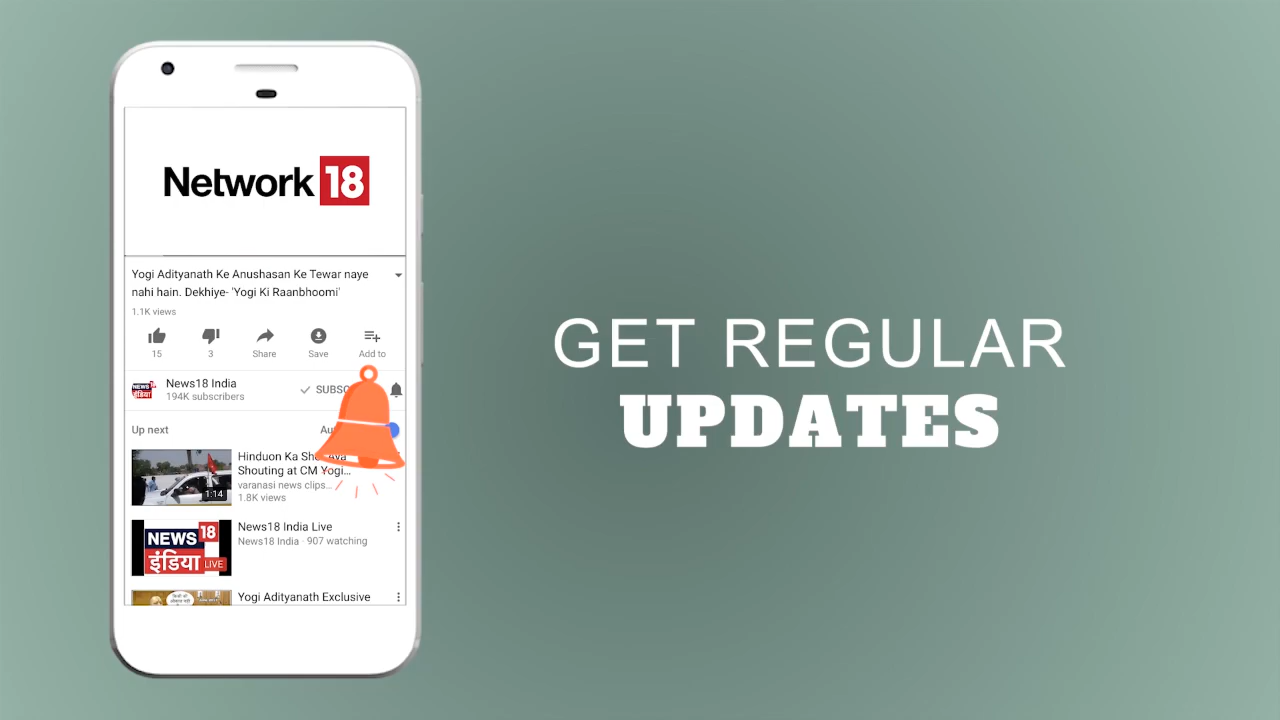 Network 18
Yogi Adityanath Ke Anushasan Ke Tewar naye
nahi hain. Dekhiye- 'Yogi Ki Raanbhoomi'
1.1K views
15
3
Share
Save
Add to
News18 India
194K subscribers
NEWS 18
इंडिया
Up next
1:14
Hinduon Ka
Shouting at CM Yogi...
varanasi news clips...
1.8K views
NEWS 18
इंडिया LIVE
News18 India Live
News18 India · 907 watching
Yogi Adityanath Exclusive
GET REGULAR
UPDATES